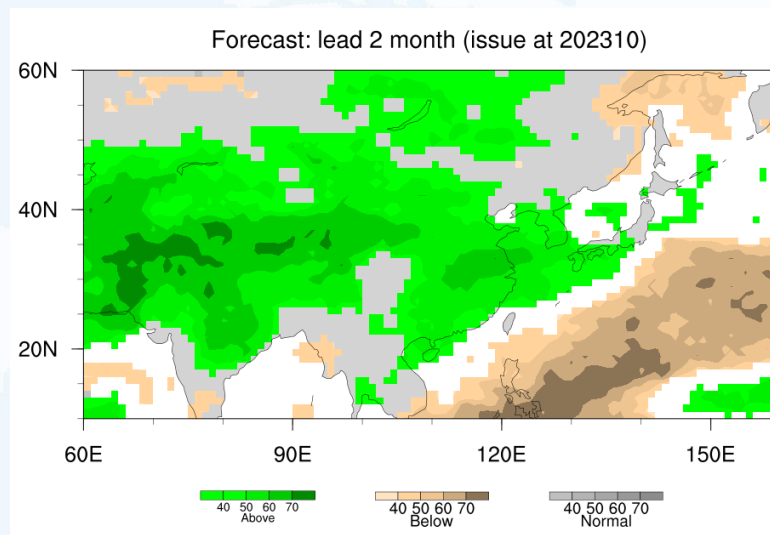 Forecast: lead 2 month (issue at 202310)
60N
40N
20N
60E 90E 120E 150E
40 50 60 70 40 50 60 70 40 50 60 70
Above Below Normal